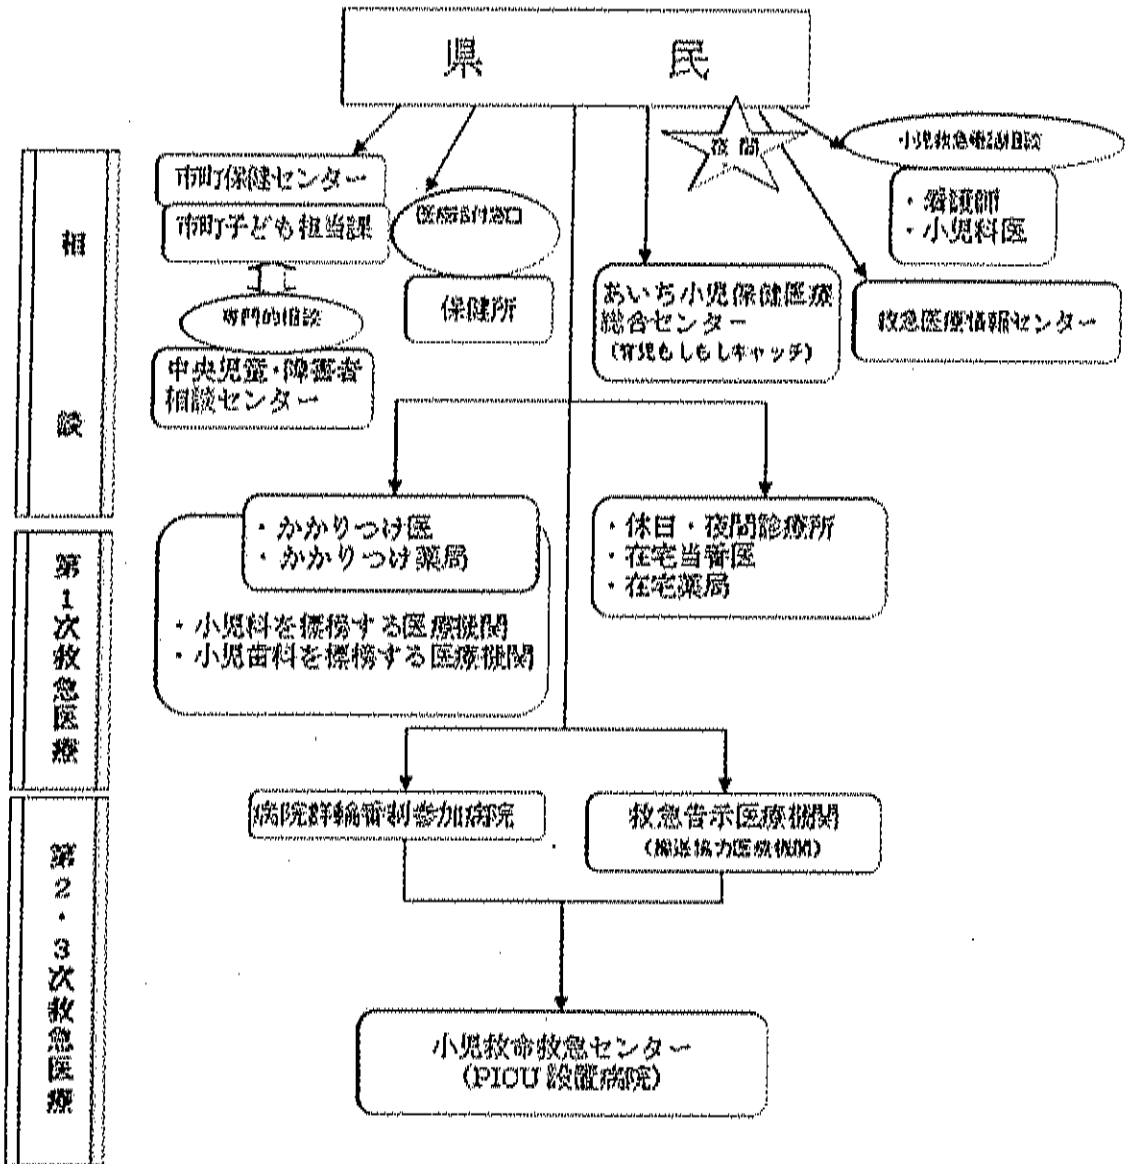 県 民
夜間
小児救急電話相談
・看護師
・小児科医
市町保健センター
市町子ども担当課
医療給付窓口
保健所
専門的相談
中央児童・障害者
相談センター
あいち小児保健医療
総合センター
(育児もしもしキャッチ)
救急医療情報センター
相談
・かかりつけ医
・かかりつけ薬局
・小児科を標榜する医療機関
・小児歯科を標榜する医療機関
・休日・夜間診療所
・在宅当番医
・在宅薬局
第1次救急医療
病院群輪番制参加病院
救急告示医療機関
(搬送協力医療機関)
第2・3次救急医療
小児救命救急センター
(PICU 設置病院)